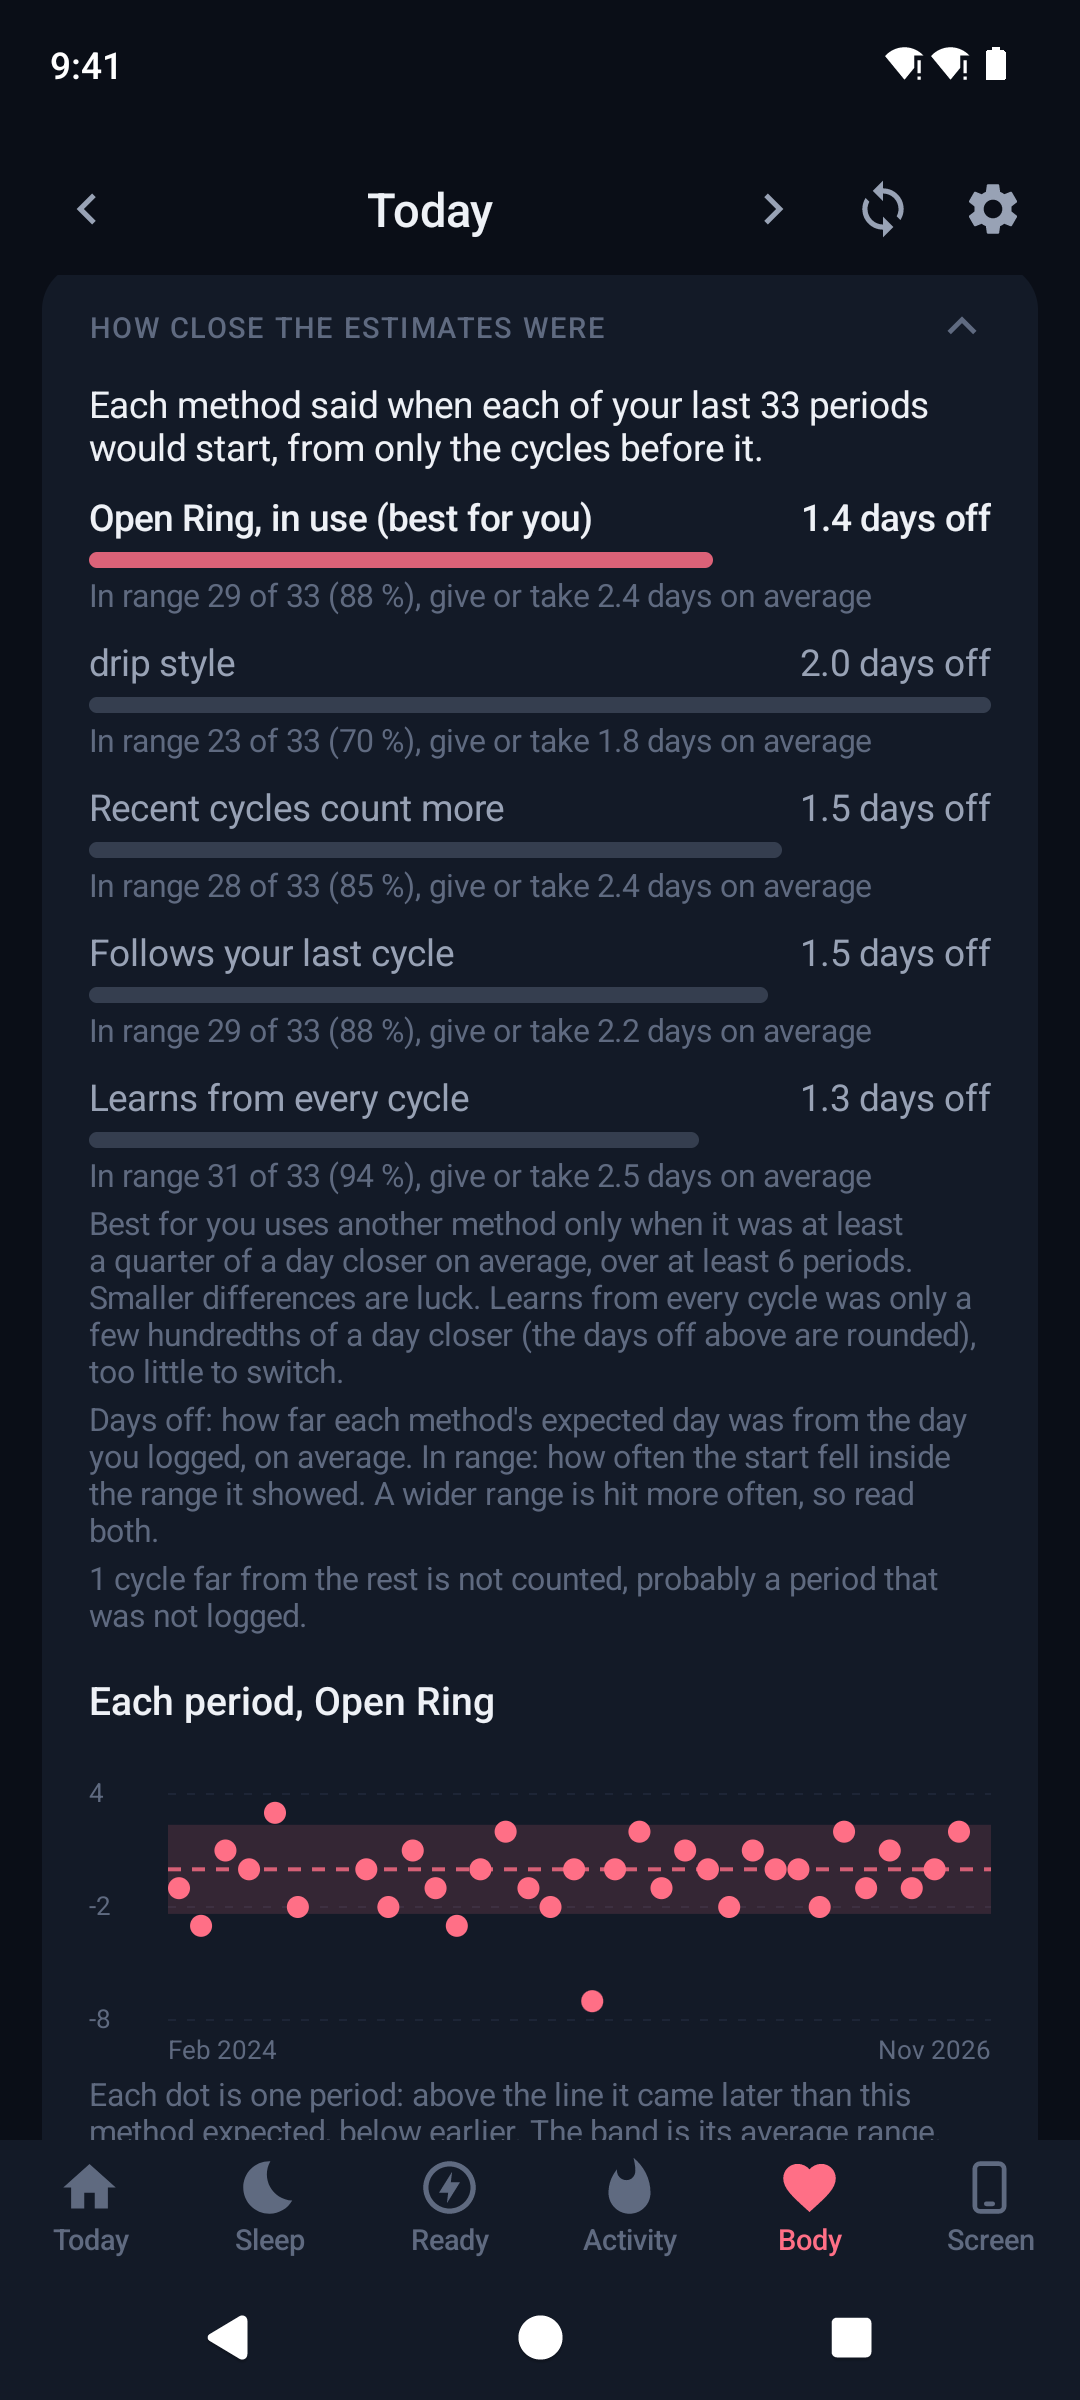 9:41
Today
HOW CLOSE THE ESTIMATES WERE
Each method said when each of your last 33 periods
would start, from only the cycles before it.
Open Ring, in use (best for you)
1.4 days off
In range 29 of 33 (88 %), give or take 2.4 days on average
drip style
2.0 days off
In range 23 of 33 (70 %), give or take 1.8 days on average
Recent cycles count more
1.5 days off
In range 28 of 33 (85 %), give or take 2.4 days on average
Follows your last cycle
1.5 days off
In range 29 of 33 (88 %), give or take 2.2 days on average
Learns from every cycle
1.3 days off
In range 31 of 33 (94 %), give or take 2.5 days on average
Best for you uses another method only when it was at least
a quarter of a day closer on average, over at least 6 periods.
Smaller differences are luck. Learns from every cycle was only a
few hundredths of a day closer (the days off above are rounded),
too little to switch.
Days off: how far each method's expected day was from the day
you logged, on average. In range: how often the start fell inside
the range it showed. A wider range is hit more often, so read
both.
1 cycle far from the rest is not counted, probably a period that
was not logged.
Each period, Open Ring
4
-2
-8
Feb 2024
Nov 2026
Each dot is one period: above the line it came later than this
method expected, below earlier. The band is its average range.
Today
Sleep
Ready
Activity
Body
Screen